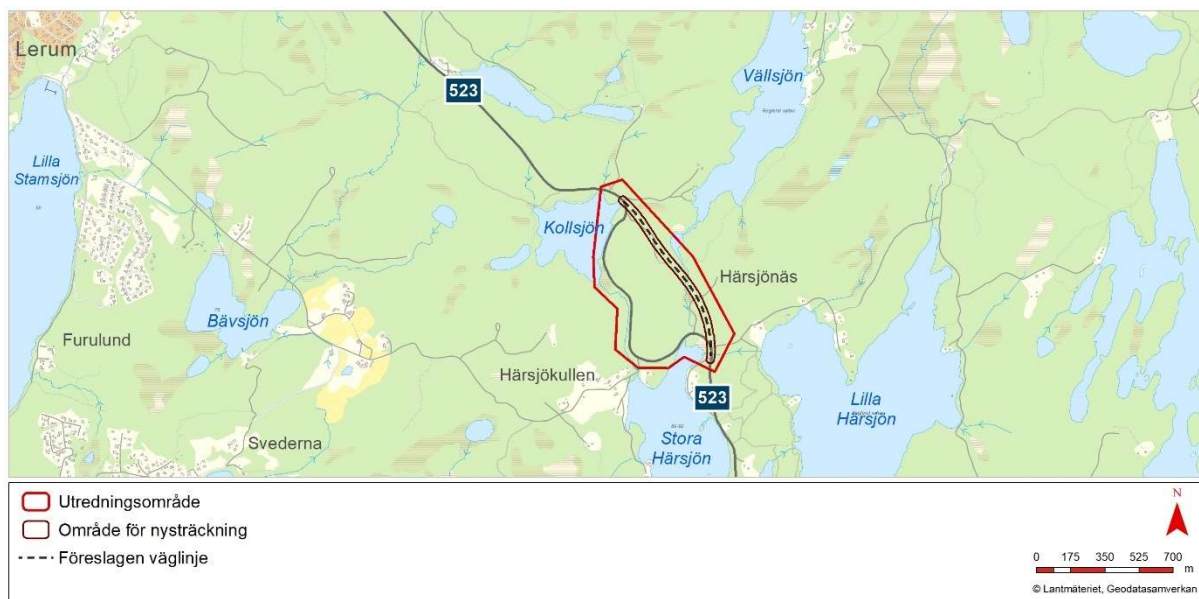 Lerum
523
Vällsjön
Lilla
Stamsjön
Kollsjön
Härsjönäs
Bävsjön
Furulund
Härsjökullen
523
Lilla
Härsjön
Svederna
Stora
Härsjön
Utredningsområde
Område för nysträckning
Föreslagen väglinje
N
0 175 350 525 700
m
© Lantmäteriet, Geodatasamverkan